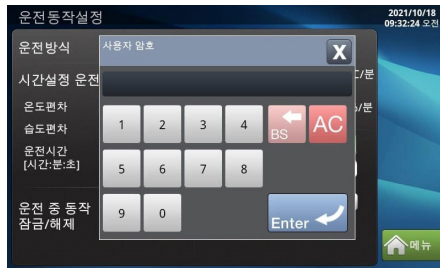 운전동작설정
2021/10/18
09:32:24 오전
운전방식
사용자 암호
X
시간설정 운전
/분
온도편차
/분
습도편차
1 2 3 4 BS AC
운전시간
[시간:분:초]
5 6 7 8
운전 중 동작
잠금/해제
9 0 Enter
메뉴